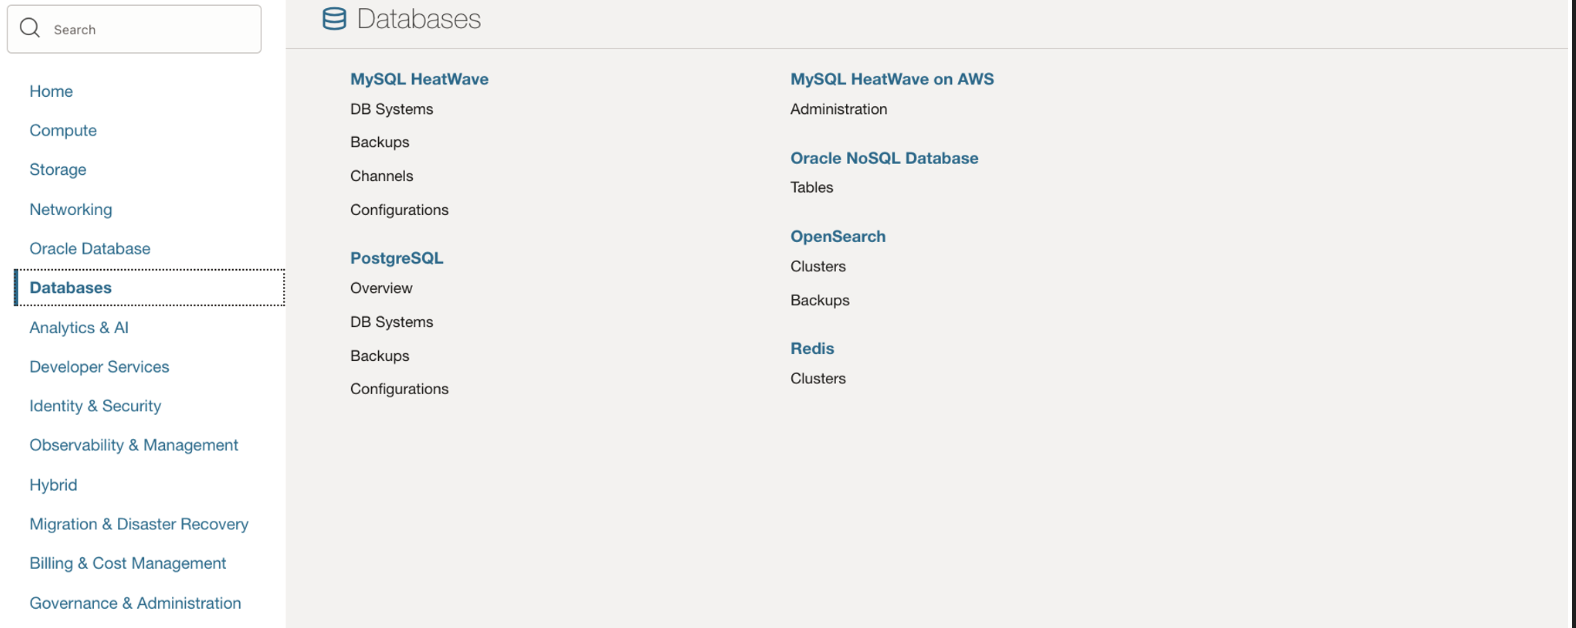 Search
Home
Compute
Storage
Networking
Oracle Database
Databases
Analytics & AI
Developer Services
Identity & Security
Observability & Management
Hybrid
Migration & Disaster Recovery
Billing & Cost Management
Governance & Administration
Databases
MySQL HeatWave
DB Systems
Backups
Channels
Configurations
PostgreSQL
Overview
DB Systems
Backups
Configurations
MySQL HeatWave on AWS
Administration
Oracle NoSQL Database
Tables
OpenSearch
Clusters
Backups
Redis
Clusters